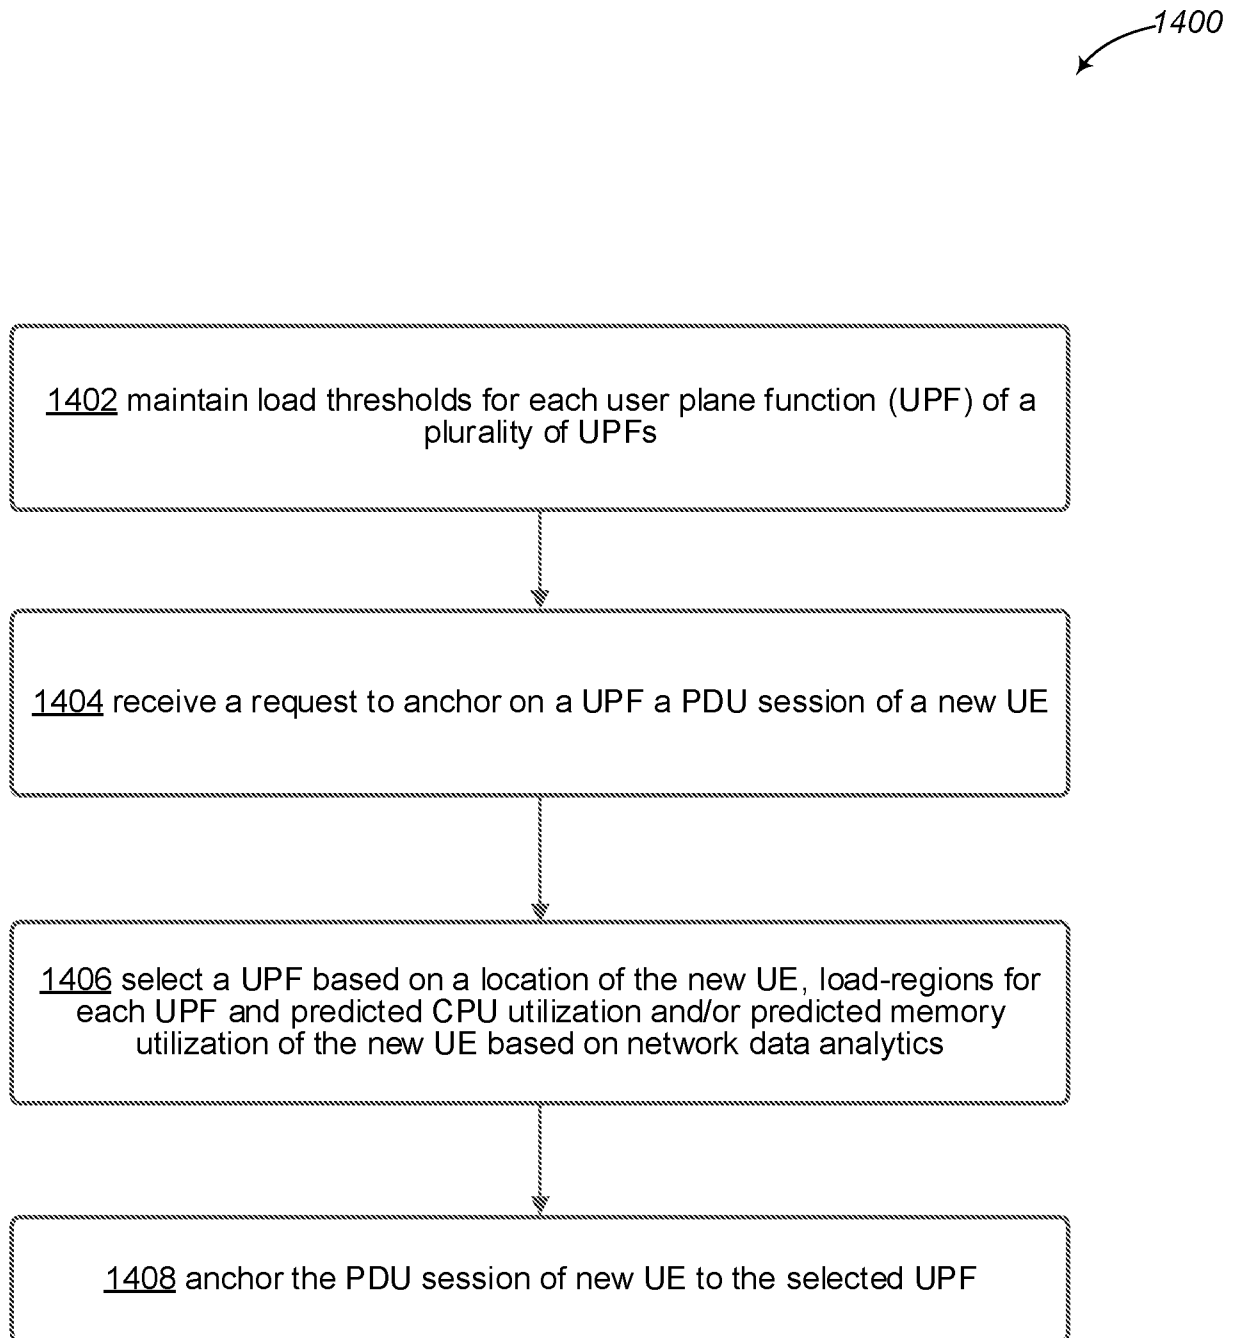 1400
1402 maintain load thresholds for each user plane function (UPF) of a
plurality of UPFs
1404 receive a request to anchor on a UPF a PDU session of a new UE
1406 select a UPF based on a location of the new UE, load-regions for
each UPF and predicted CPU utilization and/or predicted memory
utilization of the new UE based on network data analytics
1408 anchor the PDU session of new UE to the selected UPF